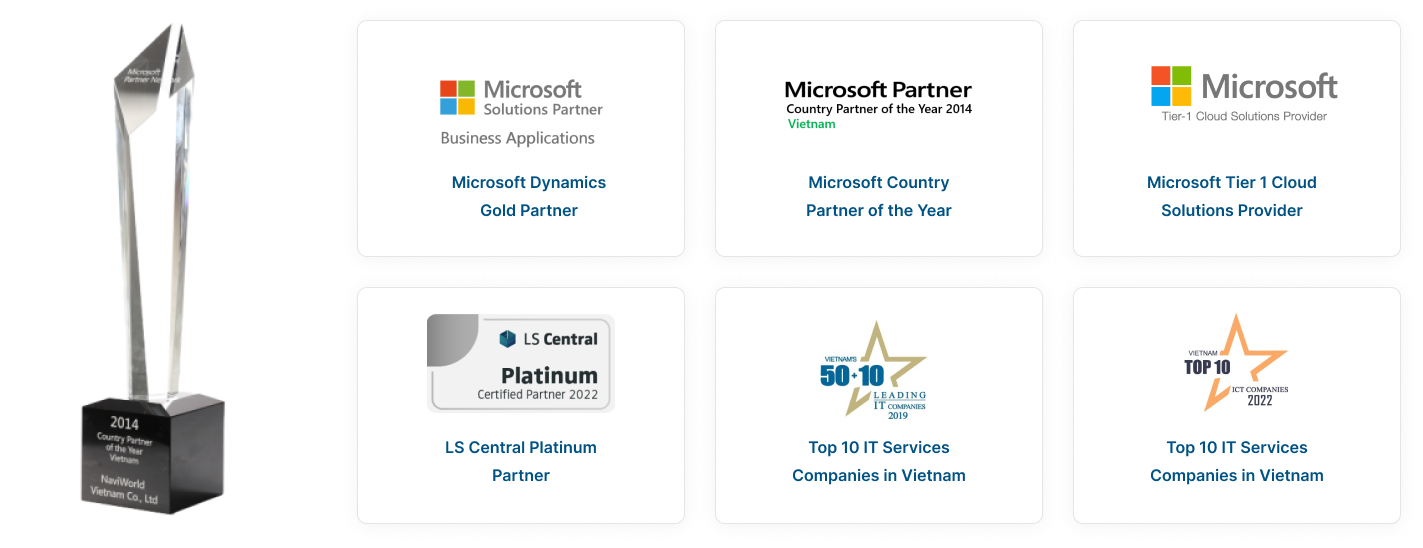 Microsoft
Partner Network
2014
Country Partner
of the Year
Vietnam
NaviWorld
Vietnam Co., Ltd
Microsoft
Solutions Partner
Business Applications
Microsoft Dynamics
Gold Partner
Microsoft Partner
Country Partner of the Year 2014
Vietnam
Microsoft Country
Partner of the Year
Microsoft
Tier-1 Cloud Solutions Provider
Microsoft Tier 1 Cloud
Solutions Provider
LS Central
Platinum
Certified Partner 2022
LS Central Platinum
Partner
VIETNAM'S
50+10
LEADING
IT COMPANIES
2019
Top 10 IT Services
Companies in Vietnam
VIETNAM
TOP 10
ICT COMPANIES
2022
Top 10 IT Services
Companies in Vietnam